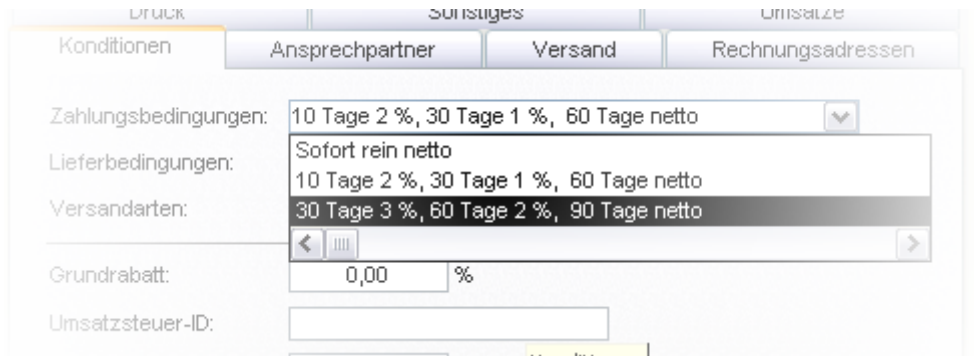 Druck Sonstiges Umsätze
Konditionen Ansprechpartner Versand Rechnungsadressen
Zahlungsbedingungen: 10 Tage 2 %, 30 Tage 1 %, 60 Tage netto
Sofort rein netto
Lieferbedingungen:
10 Tage 2 %, 30 Tage 1 %, 60 Tage netto
Versandarten: 30 Tage 3 %, 60 Tage 2 %, 90 Tage netto
Grundrabatt: 0,00 %
Umsatzsteuer-ID: